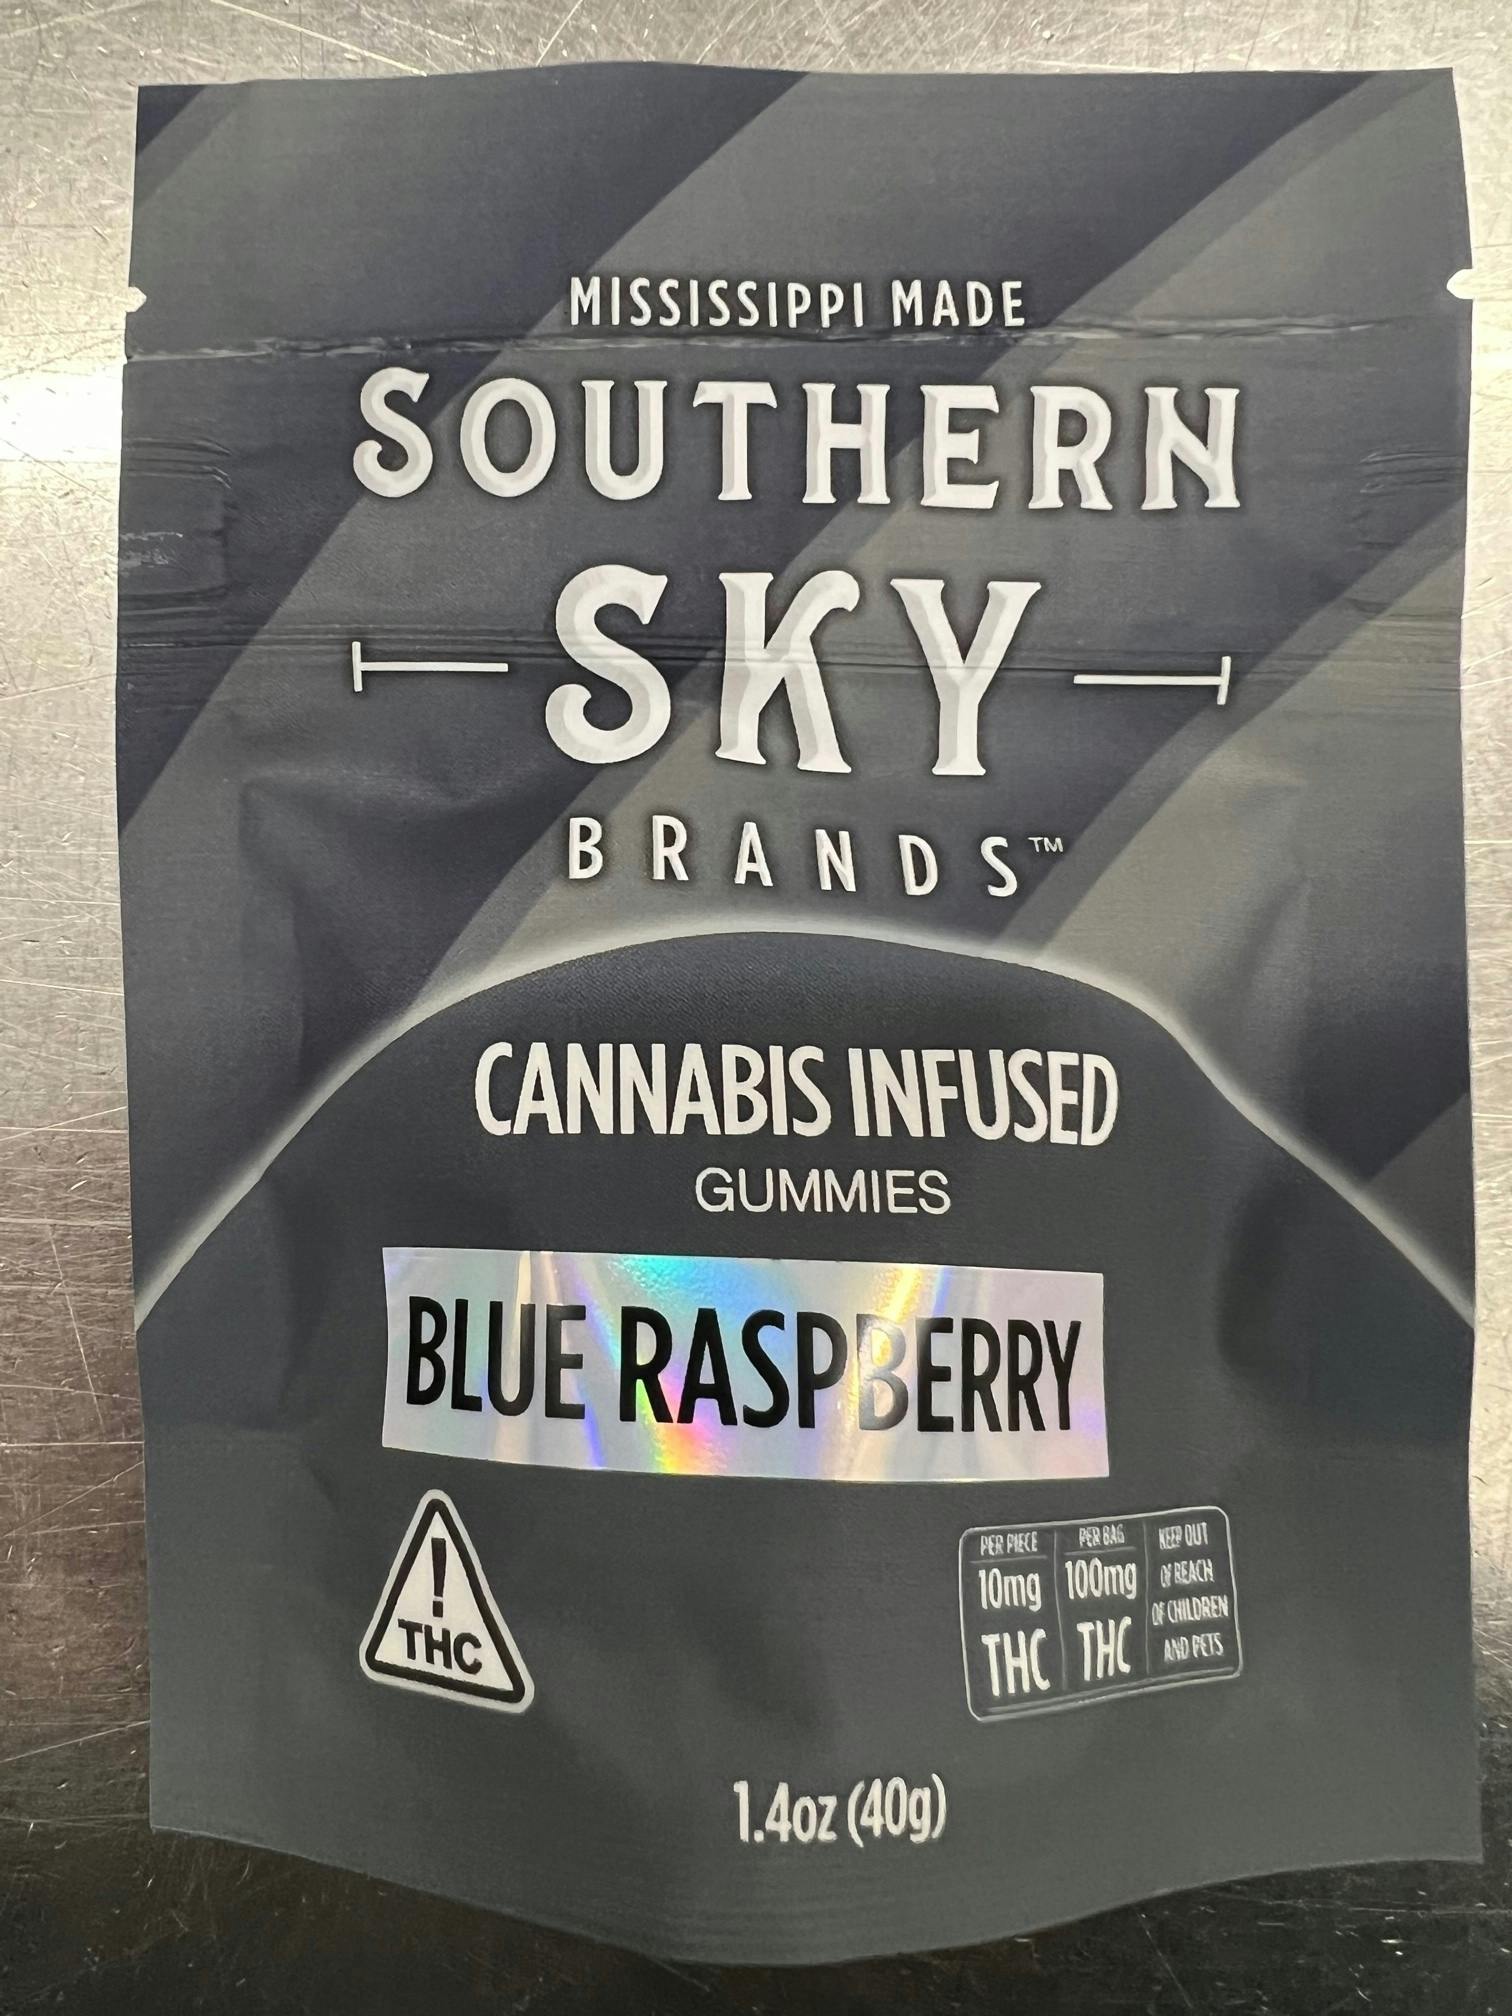 MISSISSIPPI MADE
SOUTHERN
SKY
BRANDS™
CANNABIS INFUSED
GUMMIES
BLUE RASPBERRY
!
THC
PER PIECE
10mg
THC
PER BAG
100mg
THC
KEEP OUT
OF REACH
OF CHILDREN
AND PETS
1.4oz (40g)